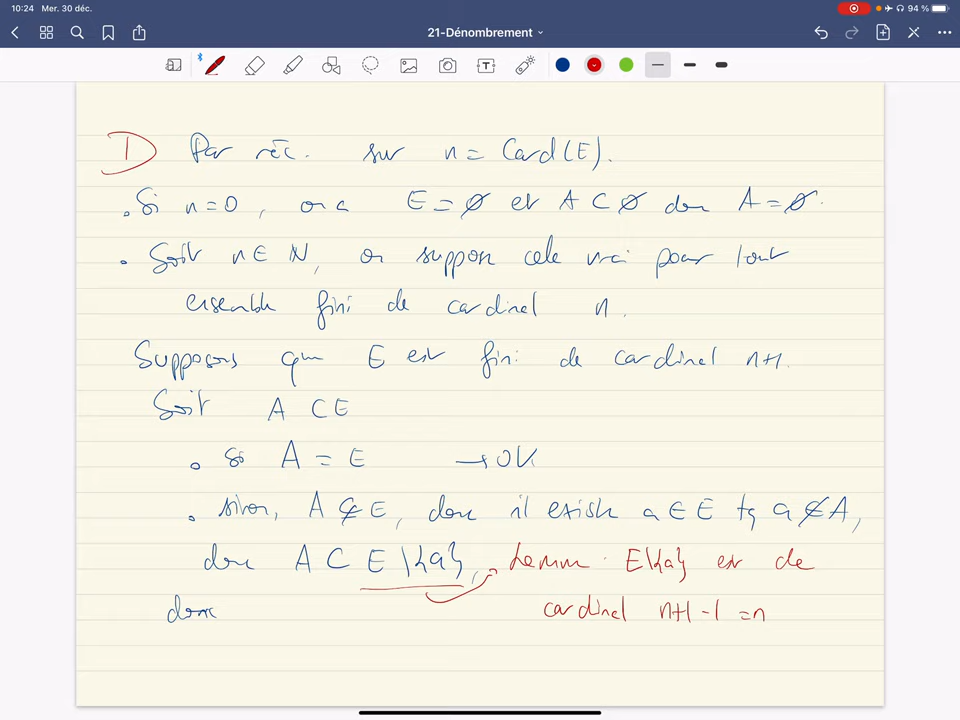 10:24 Mer. 30 déc. 94 %
21-Dénombrement
D Par réc. sur n = Card(E).
. Si n=0, on a E = ∅ et A ⊂ ∅ donc A = ∅.
. Soit n ∈ ℕ, on suppose cela vrai pour tout
ensemble fini de cardinal n.
Supposons que E est fini de cardinal n+1.
Soit A ⊂ E
. si A = E → OK
. sinon, A ⊊ E, donc il existe a ∈ E tq a ∉ A,
donc A ⊂ E\{a}, Lemme : E\{a} est de
donc cardinal n+1-1 = n